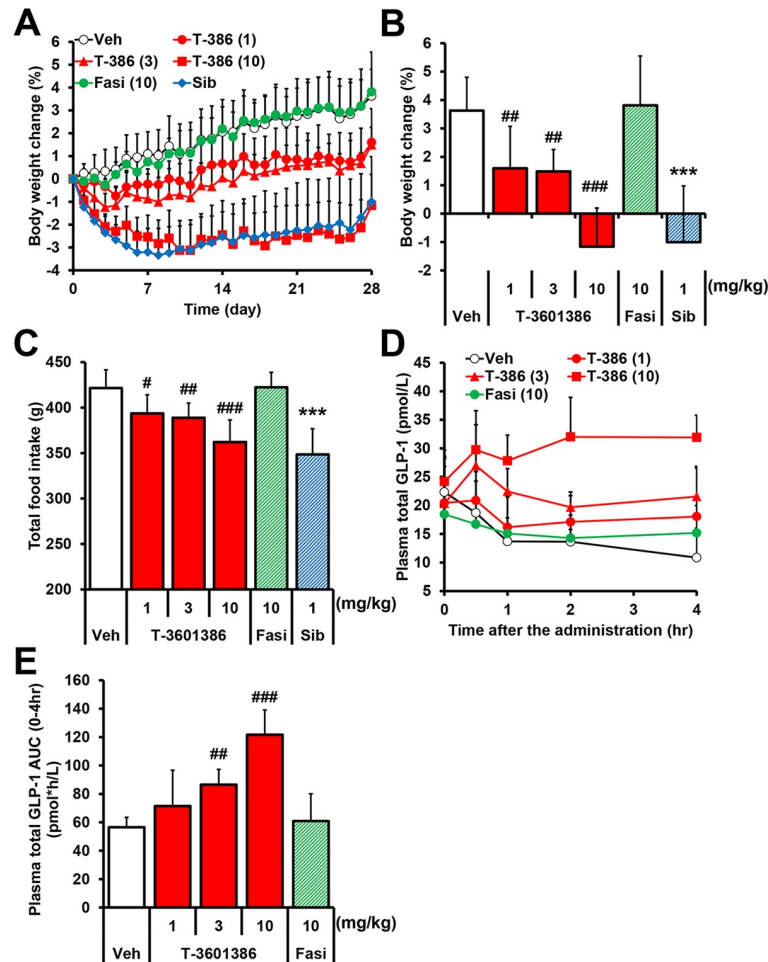 A
Veh
T-386 (1)
T-386 (3)
T-386 (10)
Fasi (10)
Sib
Body weight change (%)
6
5
4
3
2
1
0
-1
-2
-3
-4
0 7 14 21 28
Time (day)
B
Body weight change (%)
6
4
2
0
-2
##
##
###
***
1 3 10 10 1 (mg/kg)
Veh T-3601386 Fasi Sib
C
Total food intake (g)
450
400
350
300
250
200
#
##
###
***
1 3 10 10 1 (mg/kg)
Veh T-3601386 Fasi Sib
D
Veh
T-386 (1)
T-386 (3)
T-386 (10)
Fasi (10)
Plasma total GLP-1 (pmol/L)
45
40
35
30
25
20
15
10
5
0 1 2 3 4
Time after the administration (hr)
E
Plasma total GLP-1 AUC (0-4hr)
(pmol*h/L)
160
140
120
100
80
60
40
20
0
##
###
1 3 10 10 (mg/kg)
Veh T-3601386 Fasi